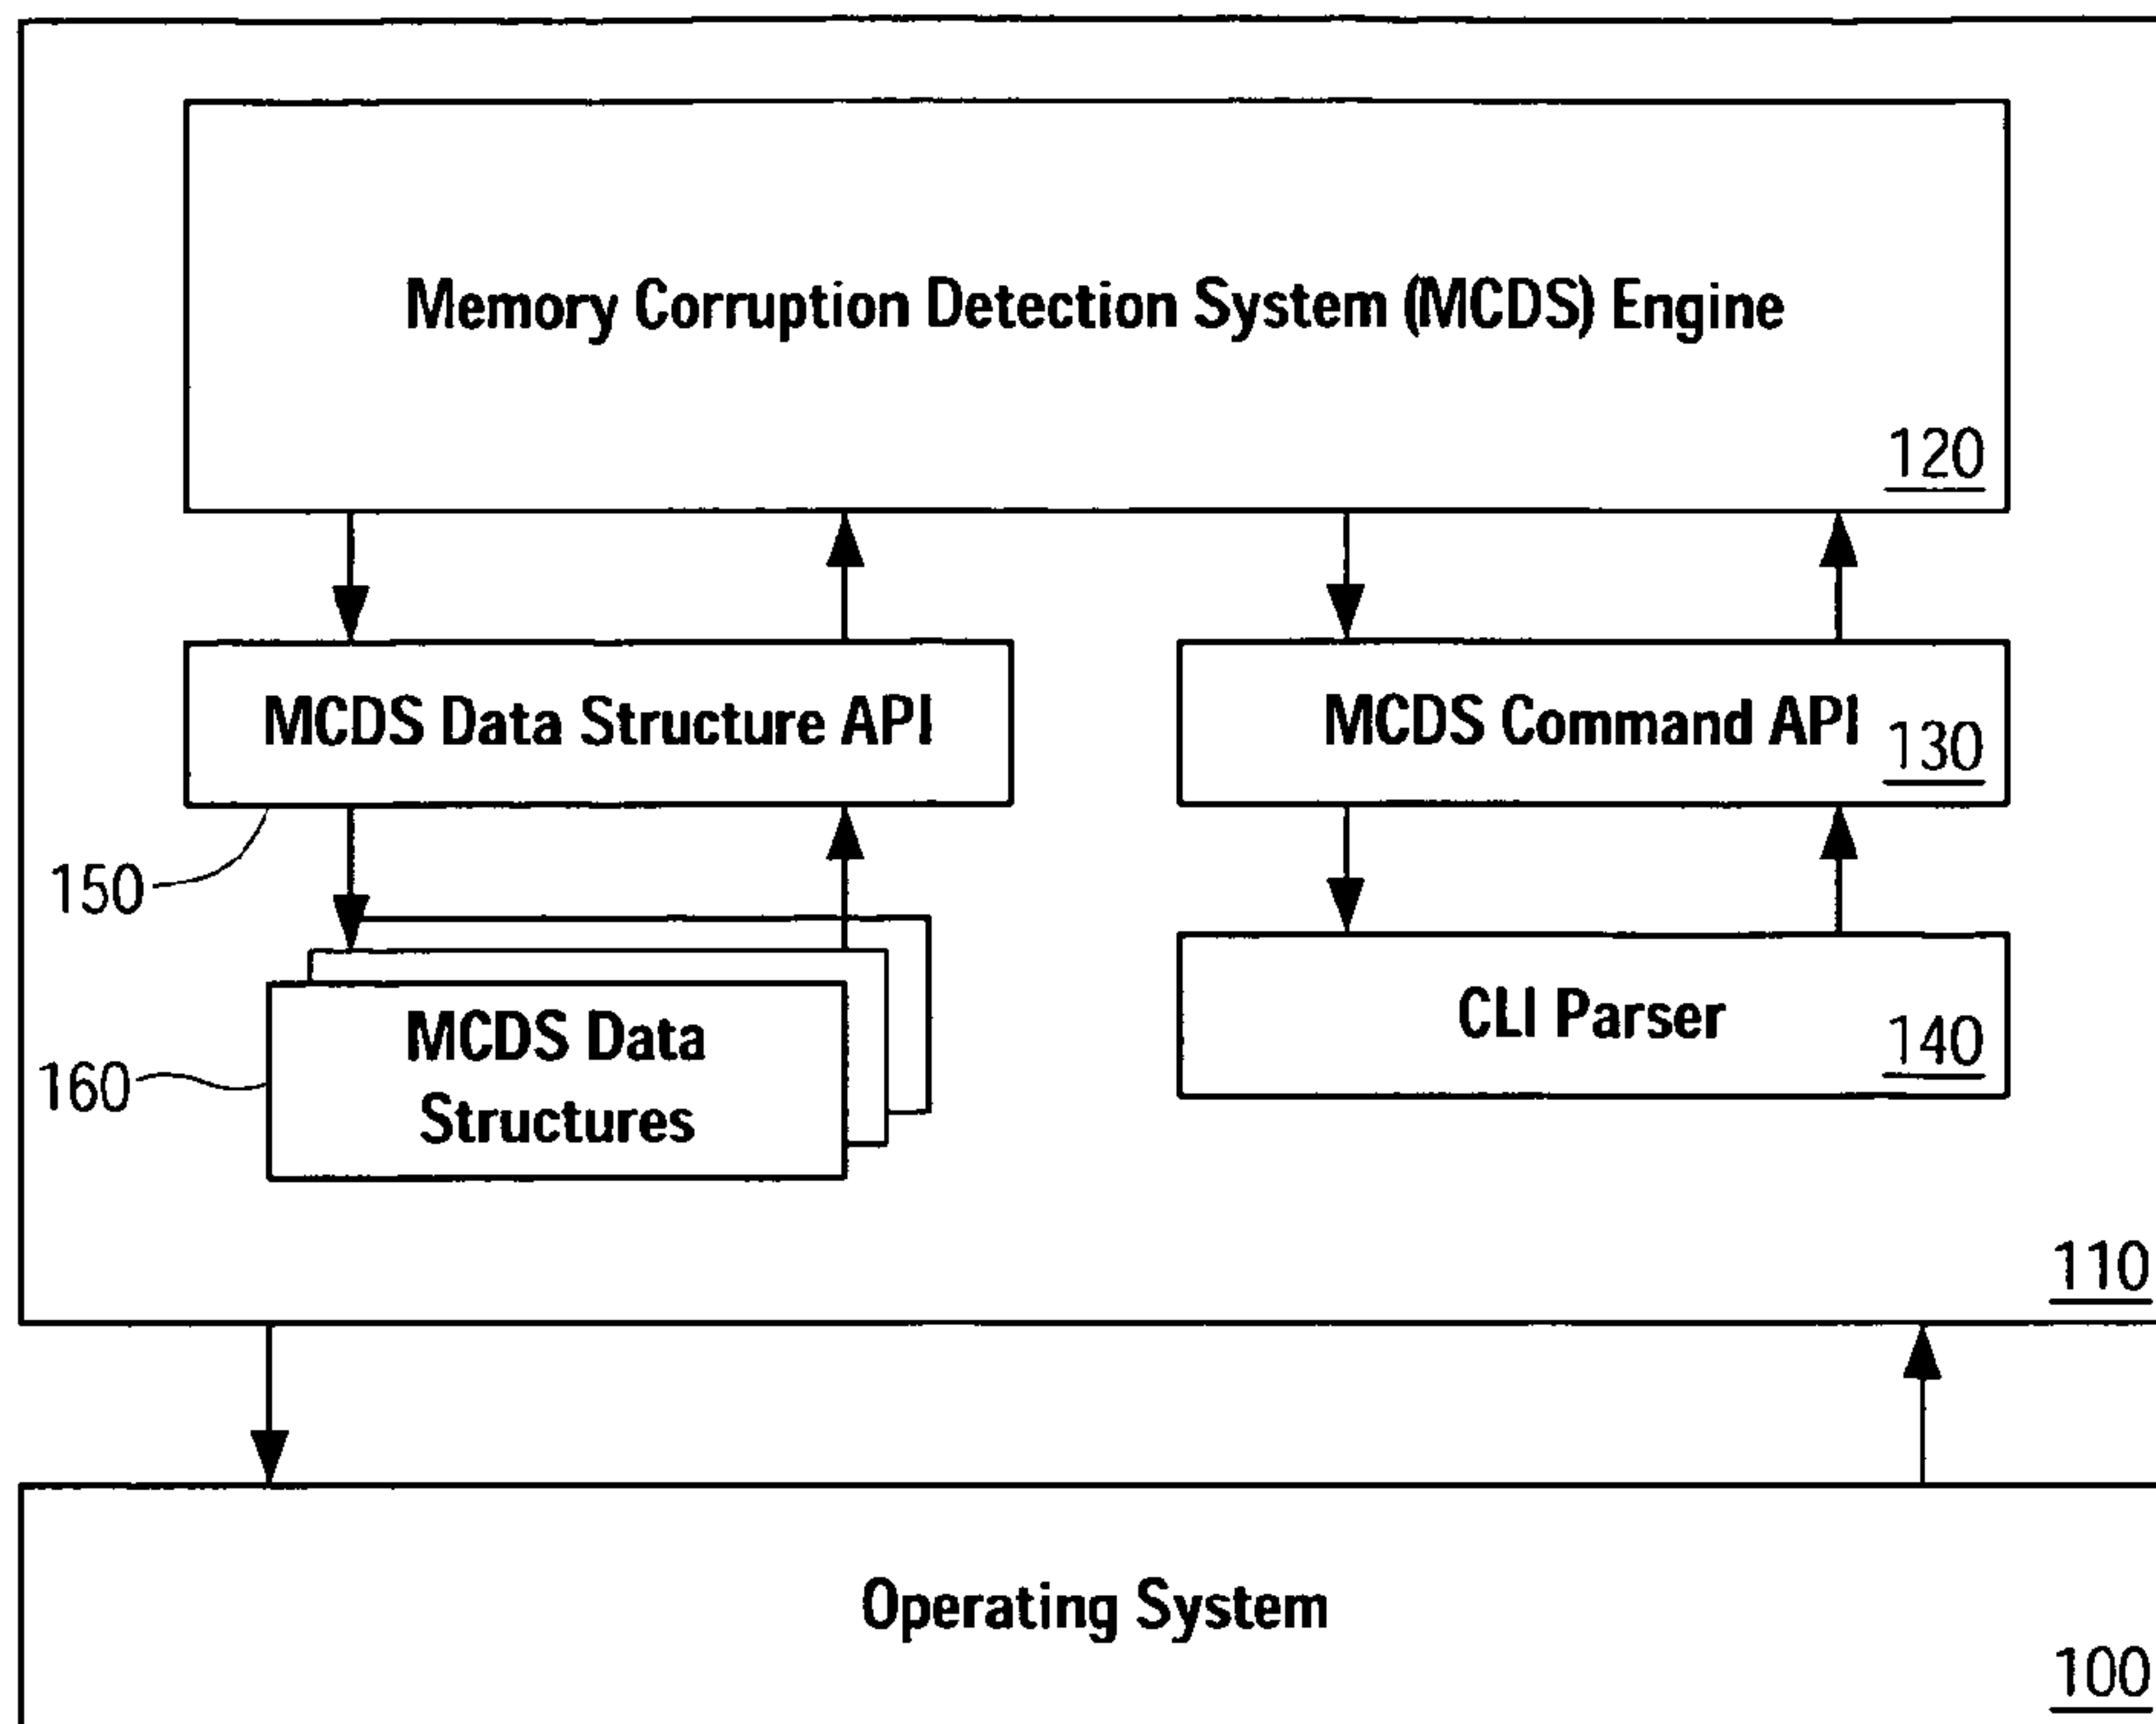 Memory Corruption Detection System (MCDS) Engine
120
MCDS Data Structure API
MCDS Command API
130
150
MCDS Data
Structures
CLI Parser
140
160
110
Operating System
100